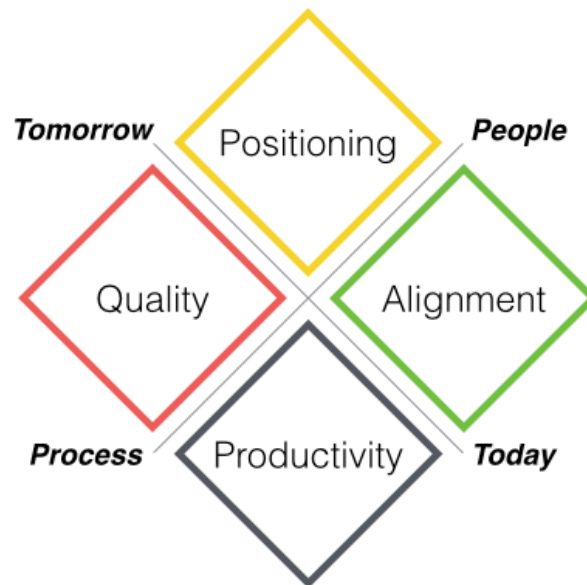 Tomorrow
People
Positioning
Quality
Alignment
Process
Productivity
Today